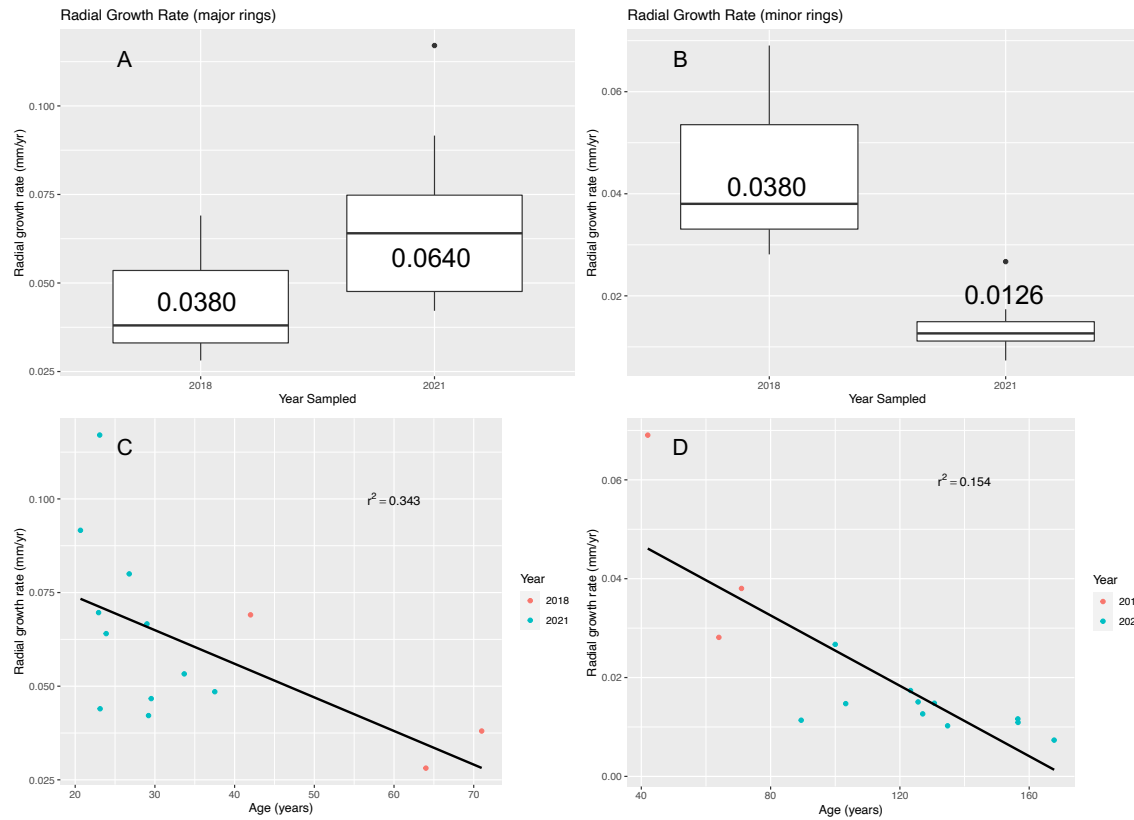 Radial Growth Rate (major rings)
A
0.100
0.075
0.050
0.025
Radial growth rate (mm/yr)
0.0380
0.0640
2018
2021
Year Sampled
Radial Growth Rate (minor rings)
B
0.06
0.04
0.02
Radial growth rate (mm/yr)
0.0380
0.0126
2018
2021
Year Sampled
C
r² = 0.343
0.100
0.075
0.050
0.025
Radial growth rate (mm/yr)
20
30
40
50
60
70
Age (years)
Year
2018
2021
D
r² = 0.154
0.06
0.04
0.02
0.00
Radial growth rate (mm/yr)
40
80
120
160
Age (years)
Year